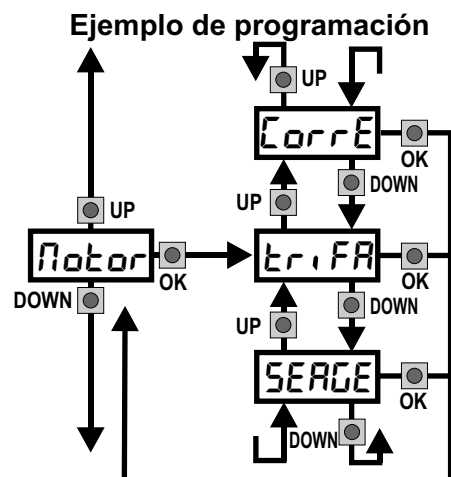 Ejemplo de programación
UP
CorrE
OK
DOWN
UP
UP
Motor
OK
triFA
OK
DOWN
DOWN
UP
SEAGE
OK
DOWN